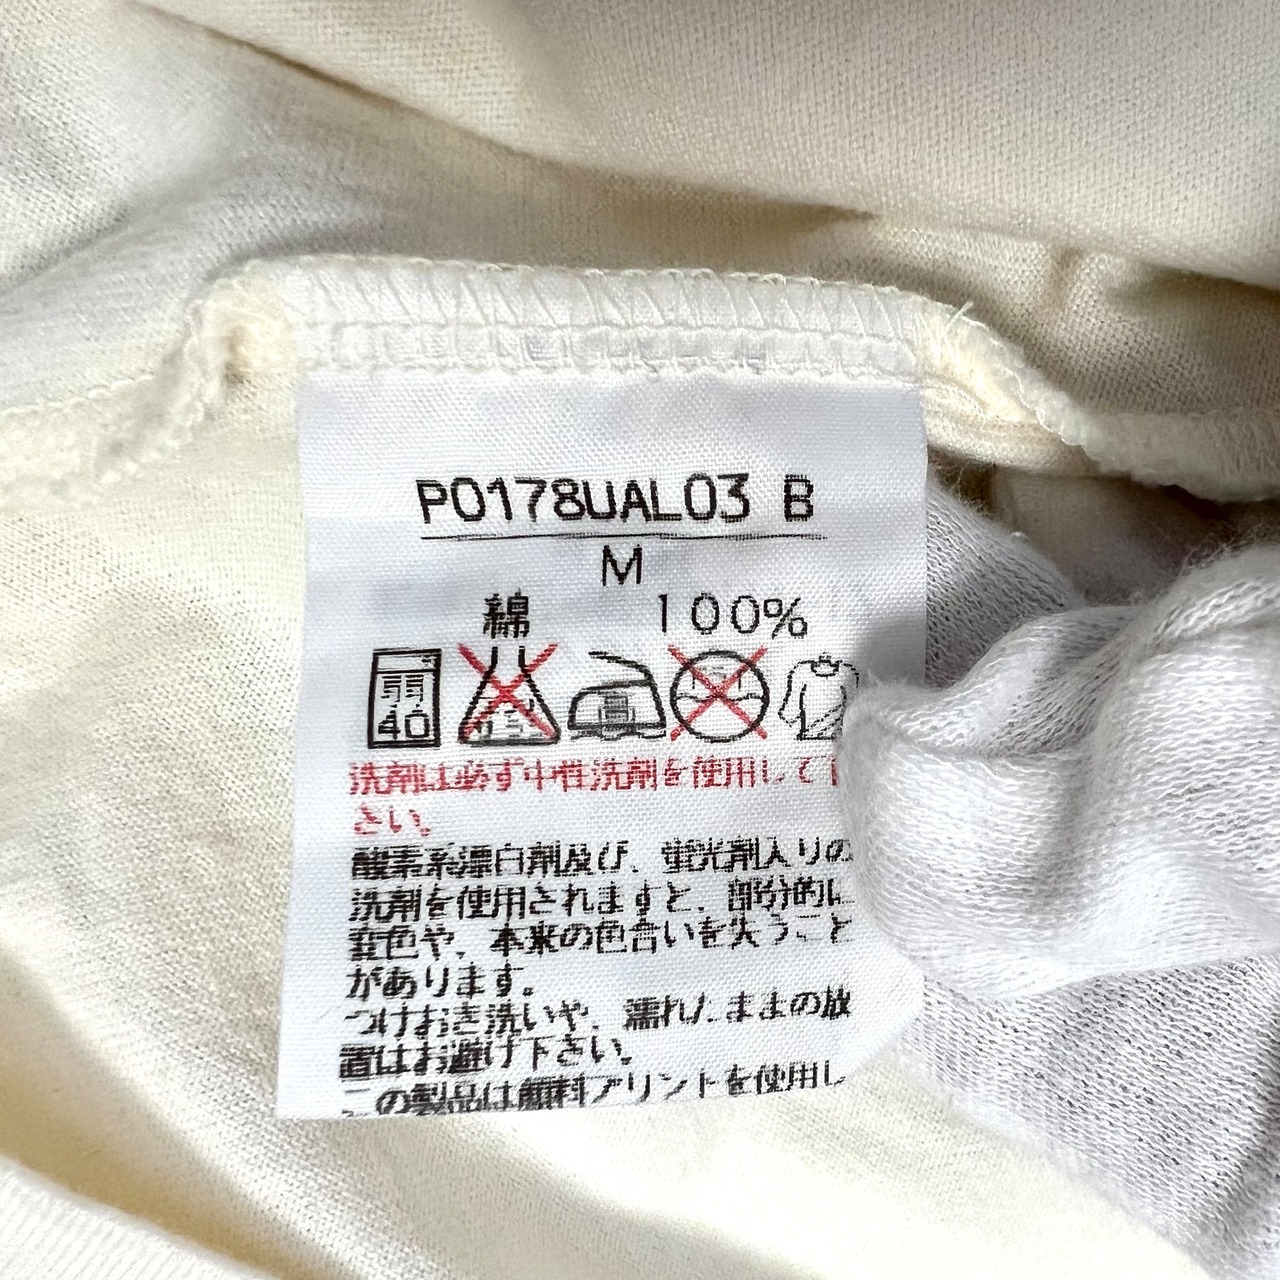 P0178UAL03 B
M
綿 100%
40
洗剤は必ず中性洗剤を使用して下
さい。
酸素系漂白剤及び、蛍光剤入りの
洗剤を使用されますと、部分的に
変色や、本来の色合いを失うこと
があります。
つけおき洗いや、濡れたままの放
置はお避け下さい。
この製品は顔料プリントを使用し